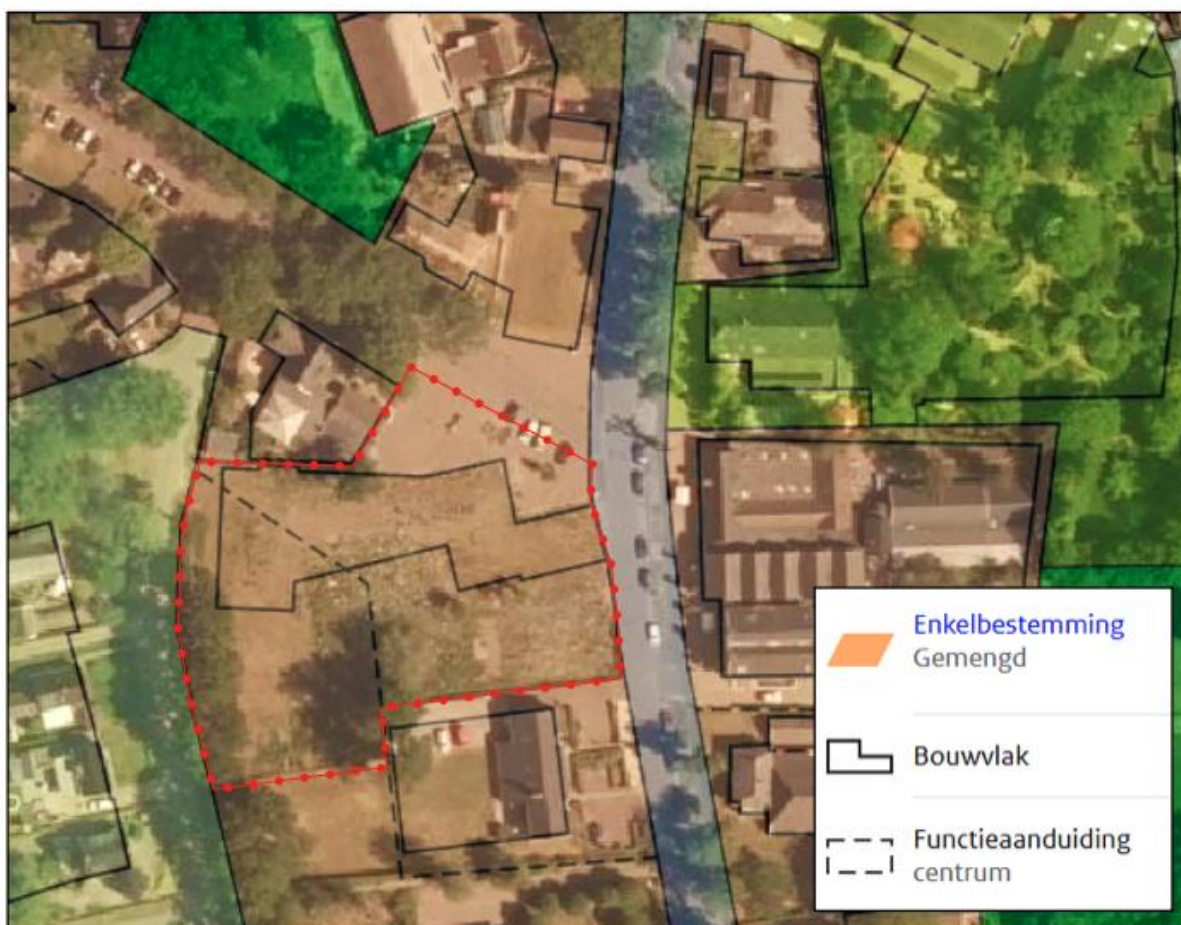 Enkelbestemming
Gemengd
Bouwvlak
Functieaanduiding
centrum